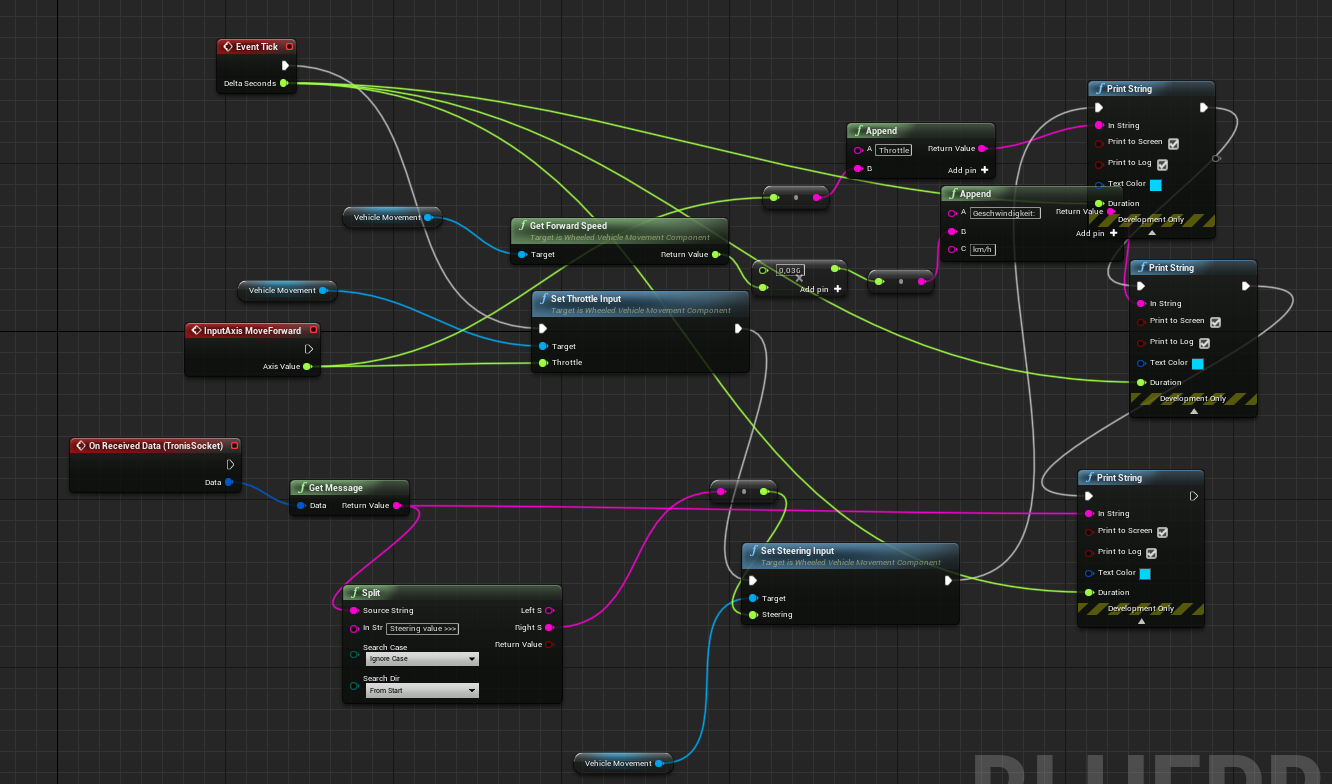 Event Tick
Delta Seconds
Print String
In String
Print to Screen
Print to Log
Text Color
Duration
Development Only
Append
A Throttle
Return Value
B
Add pin
Append
A Geschwindigkeit:
Return Value
B
Add pin
C km/h
Vehicle Movement
Get Forward Speed
Target is Wheeled Vehicle Movement Component
Target
Return Value
0,036
Add pin
Print String
In String
Print to Screen
Print to Log
Text Color
Duration
Development Only
Vehicle Movement
Set Throttle Input
Target is Wheeled Vehicle Movement Component
Target
Throttle
InputAxis MoveForward
Axis Value
On Received Data (TronisSocket)
Data
Get Message
Data
Return Value
Print String
In String
Print to Screen
Print to Log
Text Color
Duration
Development Only
Set Steering Input
Target is Wheeled Vehicle Movement Component
Target
Steering
Split
Source String
Left S
In Str Steering value >>>
Right S
Return Value
Search Case
Ignore Case
Search Dir
From Start
Vehicle Movement